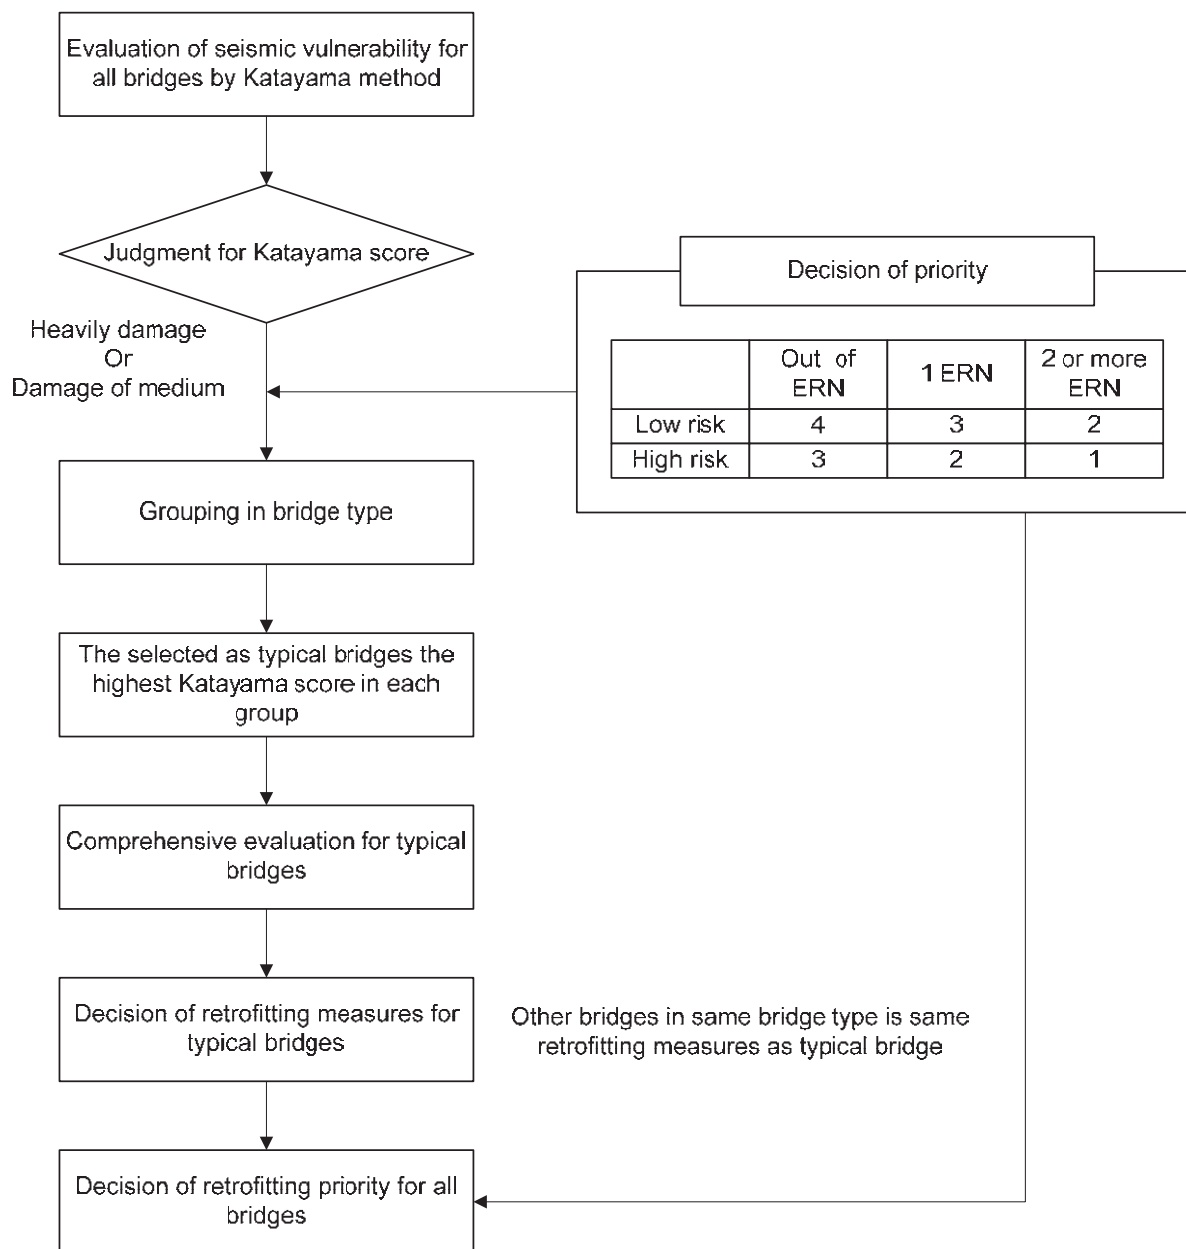 Evaluation of seismic vulnerability for
all bridges by Katayama method
Judgment for Katayama score
Heavily damage
Or
Damage of medium
Decision of priority
Out of
ERN
1 ERN
2 or more
ERN
Low risk 4 3 2
High risk 3 2 1
Grouping in bridge type
The selected as typical bridges the
highest Katayama score in each
group
Comprehensive evaluation for typical
bridges
Decision of retrofitting measures for
typical bridges
Other bridges in same bridge type is same
retrofitting measures as typical bridge
Decision of retrofitting priority for all
bridges